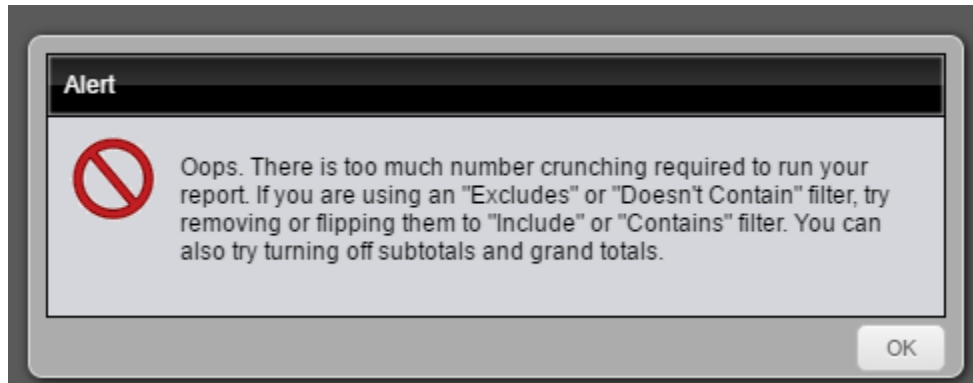 Alert
Oops. There is too much number crunching required to run your
report. If you are using an "Excludes" or "Doesn't Contain" filter, try
removing or flipping them to "Include" or "Contains" filter. You can
also try turning off subtotals and grand totals.
OK